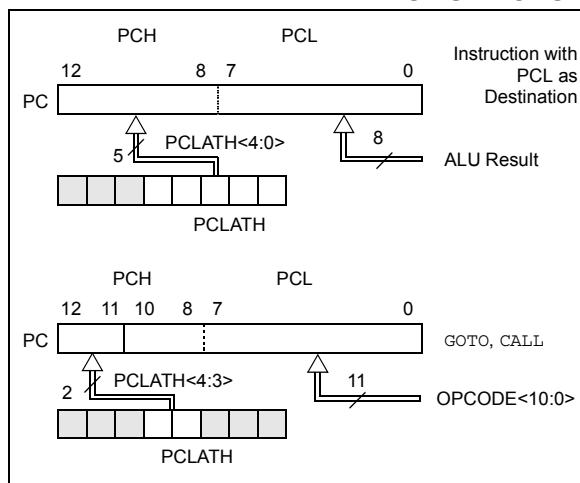 PCH PCL
12 8 7 0
Instruction with
PCL as
Destination
PC
5 PCLATH<4:0> 8
ALU Result
PCLATH
PCH PCL
12 11 10 8 7 0
PC GOTO, CALL
2 PCLATH<4:3> 11
OPCODE<10:0>
PCLATH